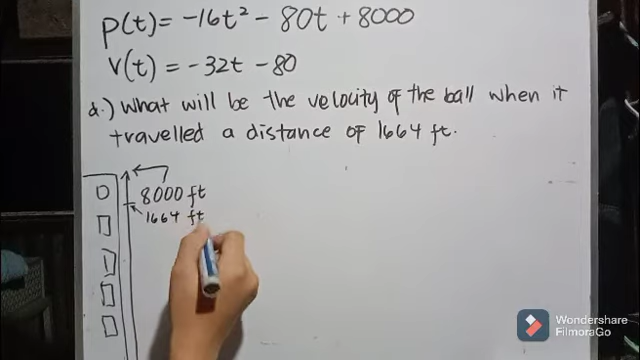 p(t) = -16t² - 80t + 8000
v(t) = -32t - 80
d.) What will be the velocity of the ball when it
travelled a distance of 1664 ft.
8000 ft
1664 ft
Wondershare
FilmoraGo